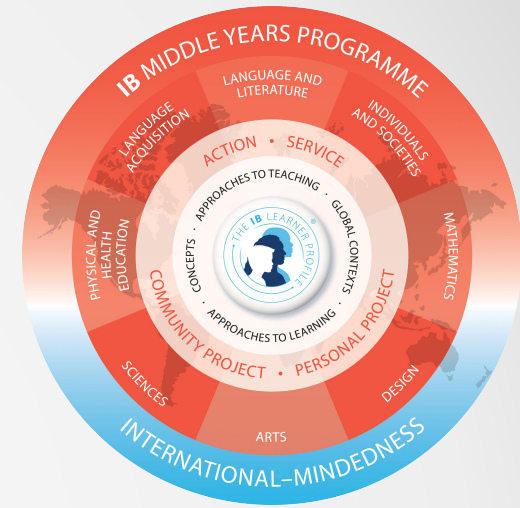 IB MIDDLE YEARS PROGRAMME
LANGUAGE AND
LITERATURE
INDIVIDUALS
AND SOCIETIES
MATHEMATICS
DESIGN
ARTS
SCIENCES
PHYSICAL AND
HEALTH
EDUCATION
LANGUAGE
ACQUISITION
ACTION • SERVICE
COMMUNITY PROJECT • PERSONAL PROJECT
APPROACHES TO TEACHING · GLOBAL CONTEXTS ·
APPROACHES TO LEARNING · CONCEPTS ·
THE IB LEARNER PROFILE ®
INTERNATIONAL–MINDEDNESS